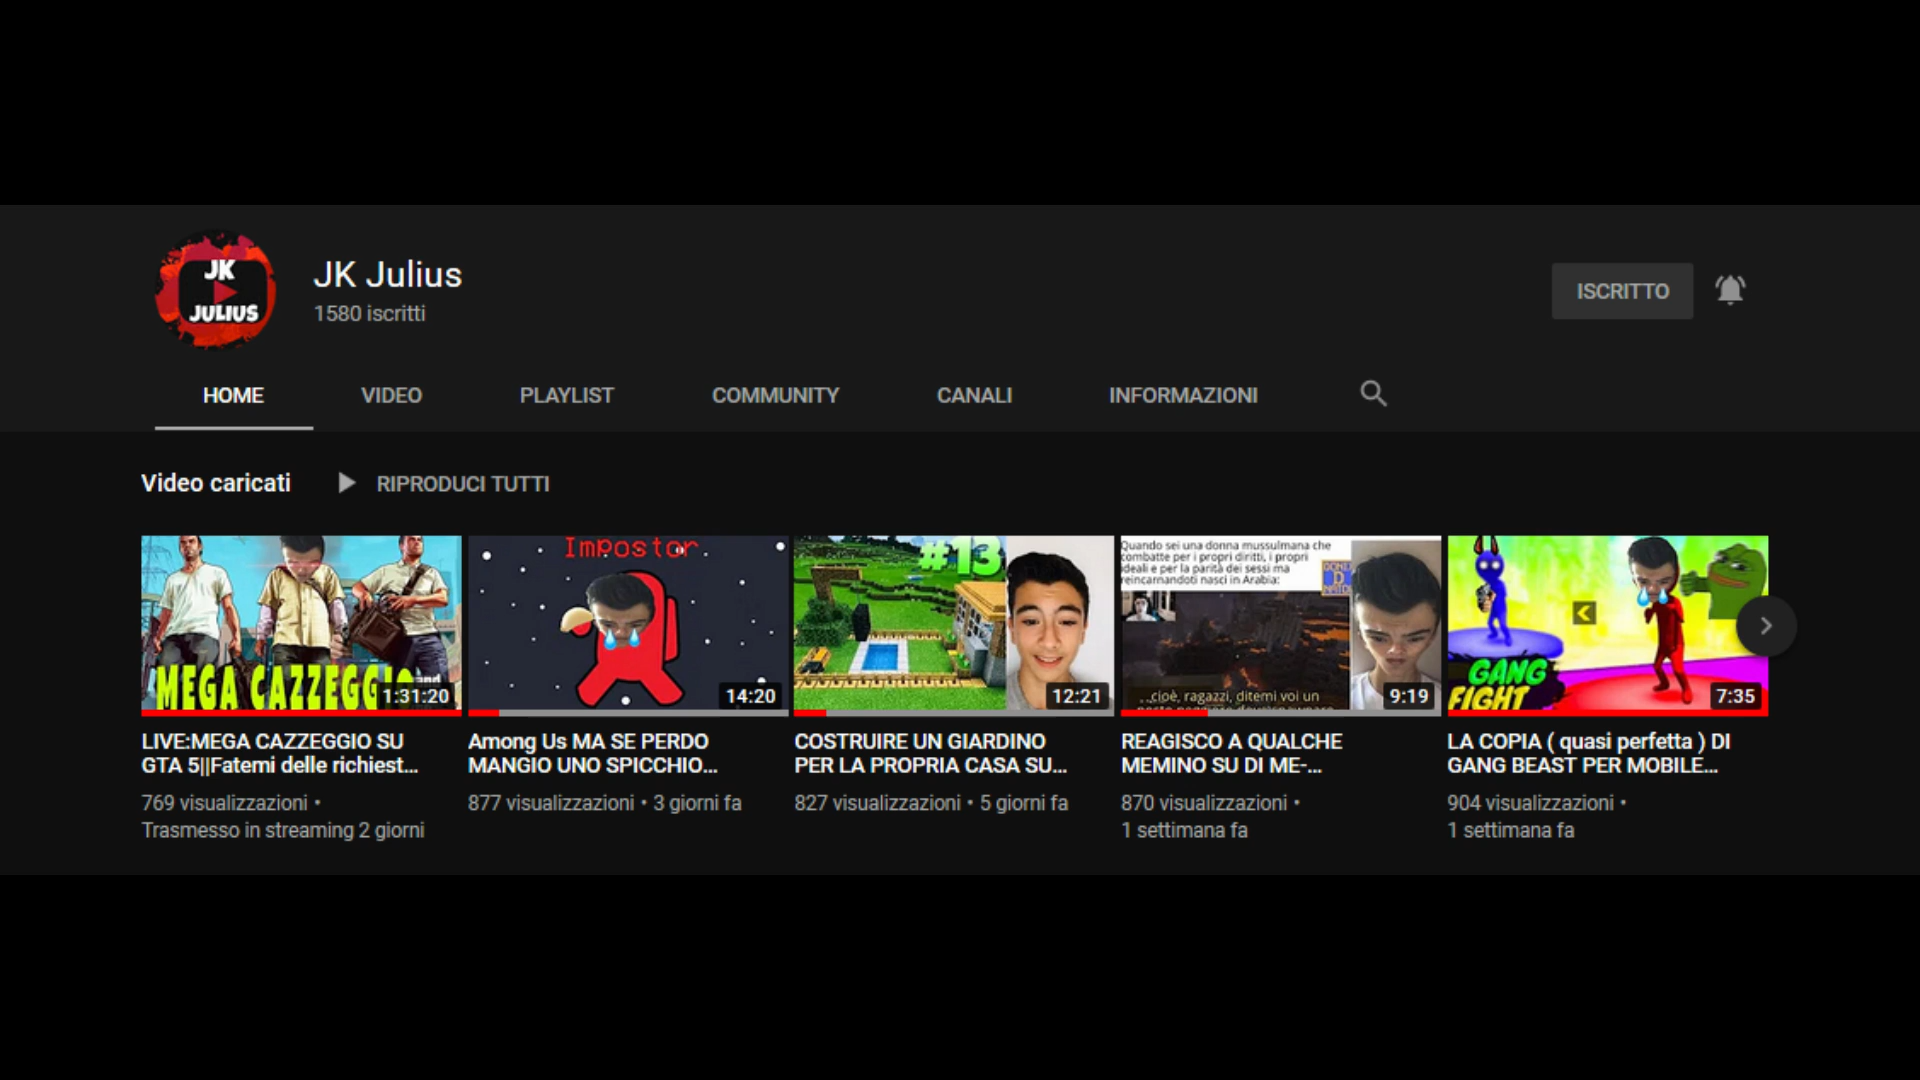 JK
JULIUS
JK Julius
1580 iscritti
ISCRITTO
HOME
VIDEO
PLAYLIST
COMMUNITY
CANALI
INFORMAZIONI
Video caricati
RIPRODUCI TUTTI
MEGA CAZZEGGIO
and
1:31:20
Impostor
14:20
#13
12:21
Quando sei una donna mussulmana che
combatte per i propri diritti, i propri
ideali e per la parità dei sessi ma
reincarnandoti nasci in Arabia:
...cioè, ragazzi, ditemi voi un
9:19
GANG
FIGHT
7:35
LIVE:MEGA CAZZEGGIO SU
GTA 5||Fatemi delle richiest...
769 visualizzazioni •
Trasmesso in streaming 2 giorni
Among Us MA SE PERDO
MANGIO UNO SPICCHIO...
877 visualizzazioni • 3 giorni fa
COSTRUIRE UN GIARDINO
PER LA PROPRIA CASA SU...
827 visualizzazioni • 5 giorni fa
REAGISCO A QUALCHE
MEMINO SU DI ME-...
870 visualizzazioni •
1 settimana fa
LA COPIA ( quasi perfetta ) DI
GANG BEAST PER MOBILE...
904 visualizzazioni •
1 settimana fa